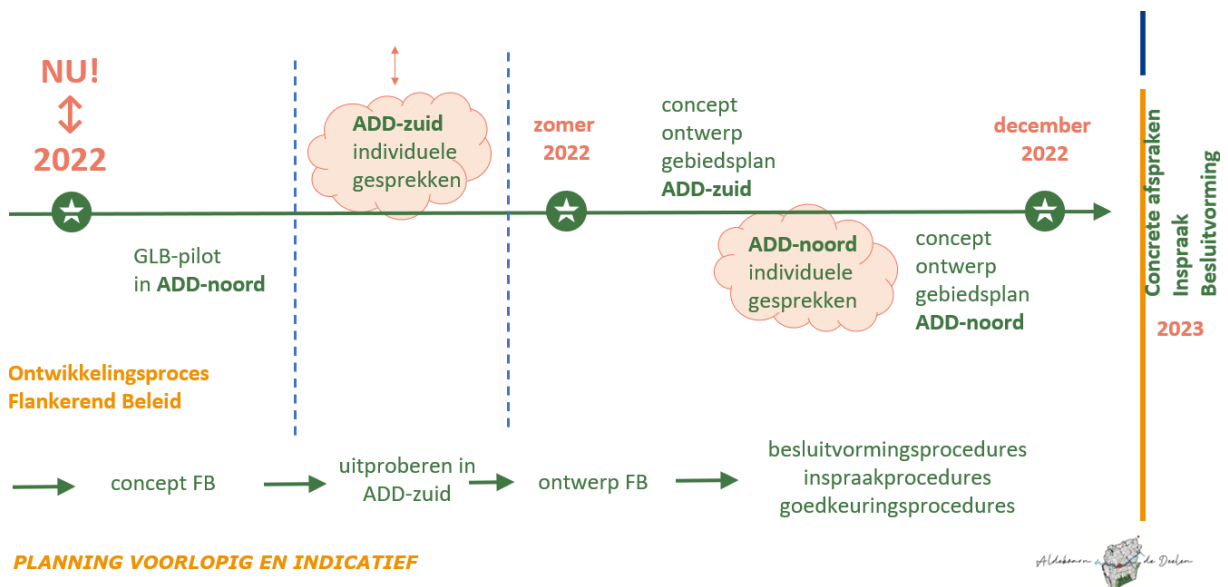 NU!
2022
GLB-pilot
in ADD-noord
ADD-zuid
individuele
gesprekken
zomer
2022
concept
ontwerp
gebiedsplan
ADD-zuid
ADD-noord
individuele
gesprekken
concept
ontwerp
gebiedsplan
ADD-noord
december
2022
Concrete afspraken
Inspraak
Besluitvorming
2023
Ontwikkelingsproces
Flankerend Beleid
concept FB
uitproberen in
ADD-zuid
ontwerp FB
besluitvormingsprocedures
inspraakprocedures
goedkeuringsprocedures
PLANNING VOORLOPIG EN INDICATIEF
de Deelen